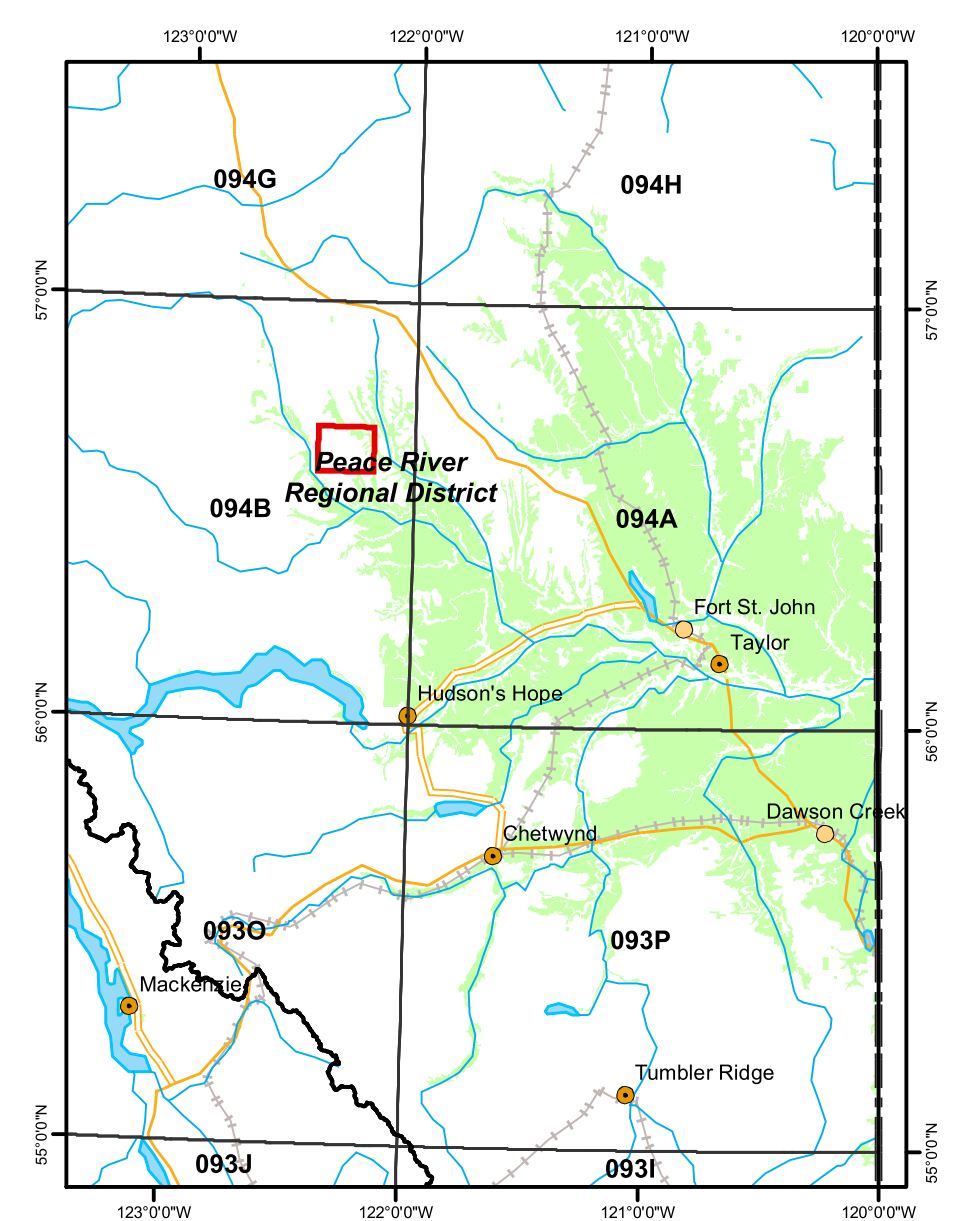 123°0'0"W
122°0'0"W
121°0'0"W
120°0'0"W
094G
094H
57°0'0"N
57°0'0"N
Peace River
Regional District
094B
094A
Fort St. John
Taylor
Hudson's Hope
56°0'0"N
56°0'0"N
Dawson Creek
Chetwynd
093O
093P
Mackenzie
Tumbler Ridge
55°0'0"N
55°0'0"N
093J
093I
123°0'0"W
122°0'0"W
121°0'0"W
120°0'0"W